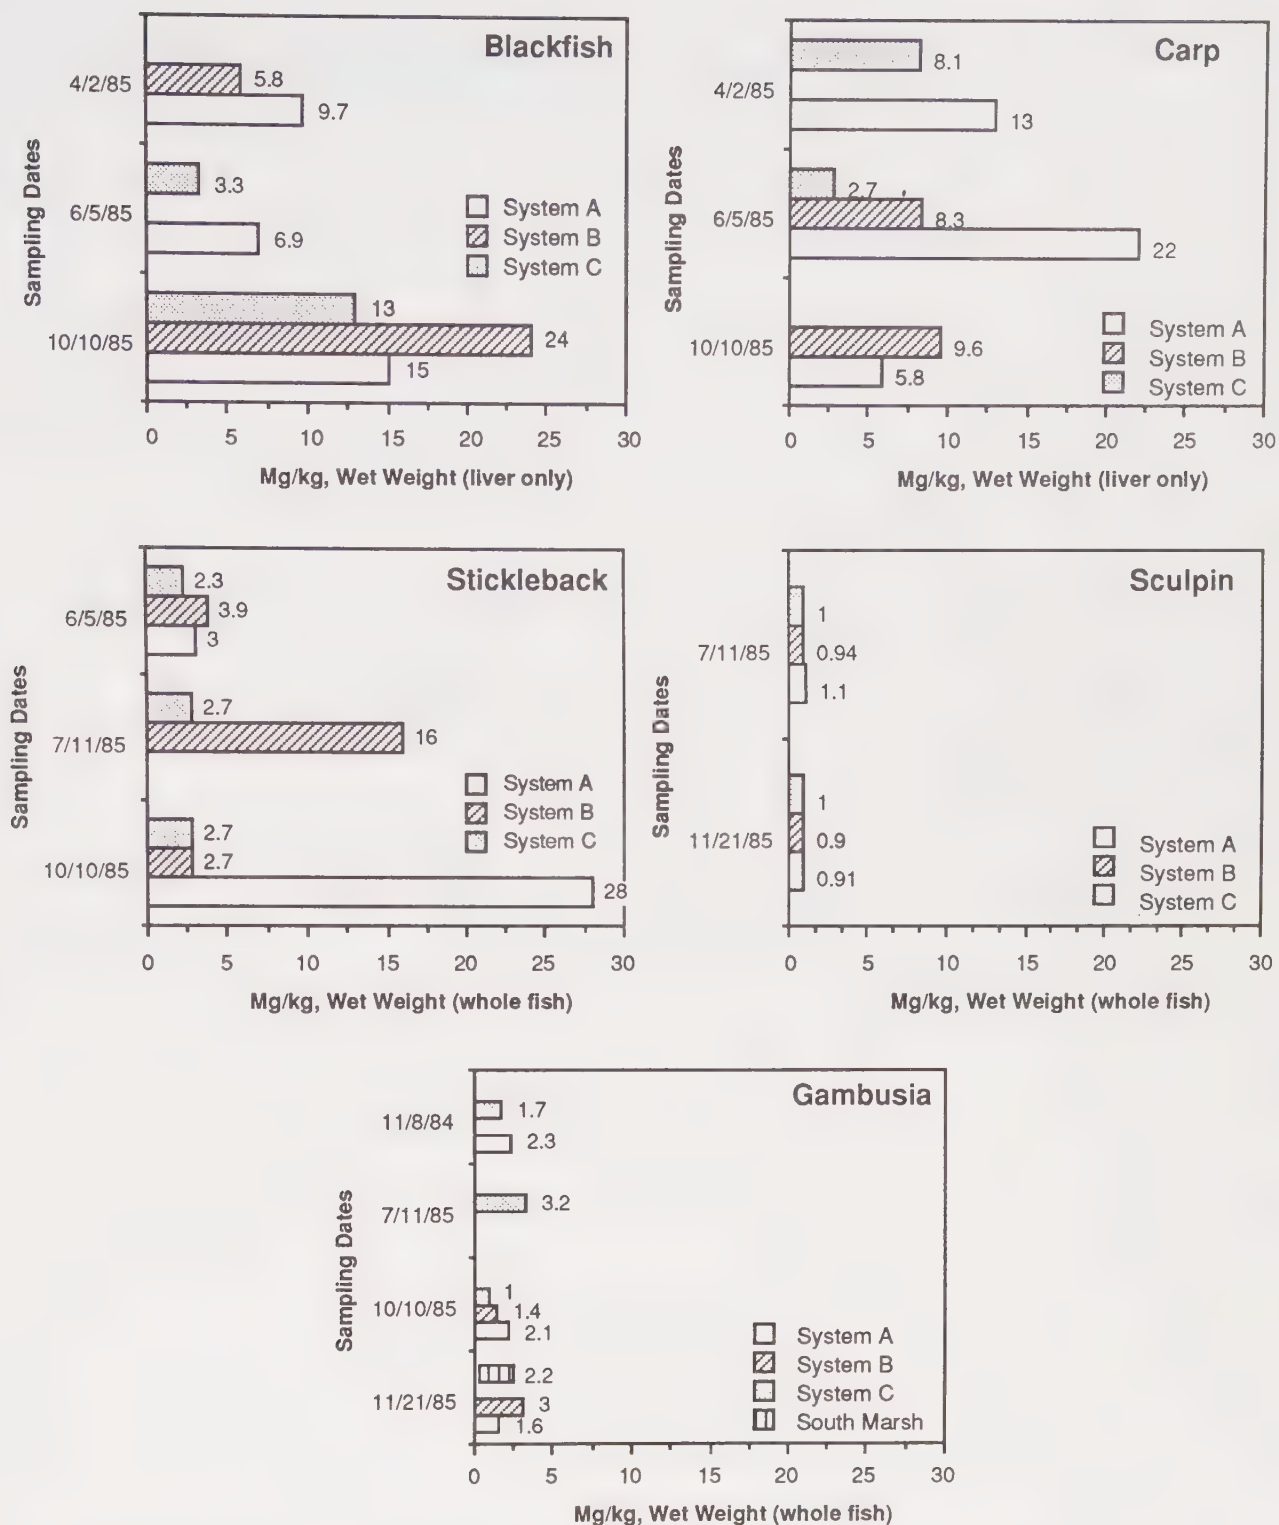 Blackfish
Sampling Dates
4/2/85
5.8
9.7
6/5/85
3.3
6.9
10/10/85
13
24
15
System A
System B
System C
0 5 10 15 20 25 30
Mg/kg, Wet Weight (liver only)
Carp
Sampling Dates
4/2/85
8.1
13
6/5/85
2.7
8.3
22
10/10/85
9.6
5.8
System A
System B
System C
0 5 10 15 20 25 30
Mg/kg, Wet Weight (liver only)
Stickleback
Sampling Dates
6/5/85
2.3
3.9
3
7/11/85
2.7
16
10/10/85
2.7
2.7
28
System A
System B
System C
0 5 10 15 20 25 30
Mg/kg, Wet Weight (whole fish)
Sculpin
Sampling Dates
7/11/85
1
0.94
1.1
11/21/85
1
0.9
0.91
System A
System B
System C
0 5 10 15 20 25 30
Mg/kg, Wet Weight (whole fish)
Gambusia
Sampling Dates
11/8/84
1.7
2.3
7/11/85
3.2
10/10/85
1
1.4
2.1
11/21/85
2.2
3
1.6
System A
System B
System C
South Marsh
0 5 10 15 20 25 30
Mg/kg, Wet Weight (whole fish)